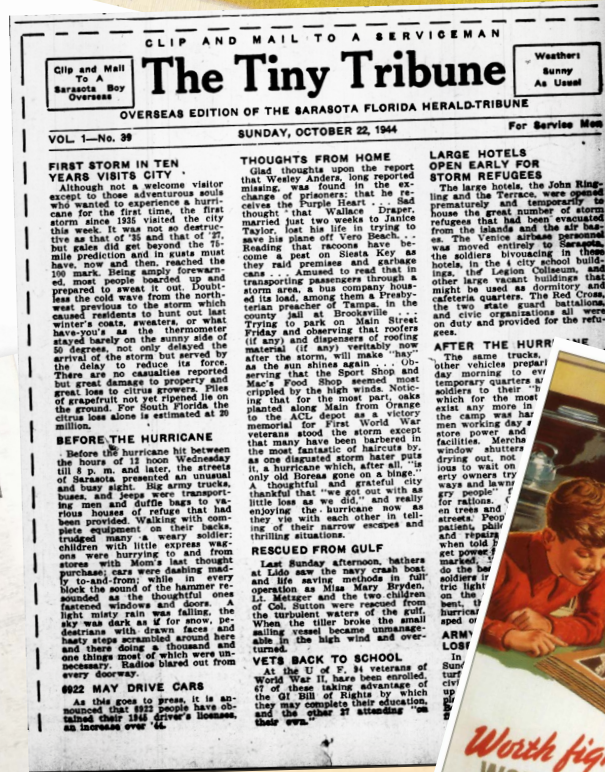 CLIP AND MAIL TO A SERVICEMAN
Clip and Mail
To A
Sarasota Boy
Overseas
The Tiny Tribune
Weather:
Sunny
As Usual
OVERSEAS EDITION OF THE SARASOTA FLORIDA HERALD-TRIBUNE
VOL. 1—No. 39
SUNDAY, OCTOBER 22, 1944
For Service Men
FIRST STORM IN TEN
YEARS VISITS CITY
Although not a welcome visitor
except to those adventurous souls
who wanted to experience a hurri-
cane for the first time, the first
storm since 1935 visited the city
this week. It was not so destruc-
tive as that of '35 and that of '27,
but gales did get beyond the 75-
mile prediction and in gusts must
have, now and then, reached the
100 mark. Being amply forewarn-
ed, most people boarded up and
prepared to sweat it out. Doubt-
less the cold wave from the north-
west previous to the storm which
caused residents to hunt out last
winter's coats, sweaters, or what
have-you's as the thermometer
stayed barely on the sunny side of
50 degrees, not only delayed the
arrival of the storm but served by
the delay to reduce its force.
There are no casualties reported
but great damage to property and
great loss to citrus growers. Piles
of grapefruit not yet ripened lie on
the ground. For South Florida the
citrus loss alone is estimated at 20
million.
BEFORE THE HURRICANE
Before the hurricane hit between
the hours of 12 noon Wednesday
till 8 p. m. and later, the streets
of Sarasota presented an unusual
and busy sight. Big army trucks,
buses, and jeeps were transport-
ing men and duffle bags to va-
rious houses of refuge that had
been provided. Walking with com-
plete equipment on their backs,
trudged many a weary soldier;
children with little express wag-
ons were hurrying to and from
stores with Mom's last thought
purchase; cars were dashing mad-
ly to-and-from; while in every
block the sound of the hammer re-
sounded as the thoughtful ones
fastened windows and doors. A
light misty rain was falling, the
sky was dark as if for snow, pe-
destrians with drawn faces and
hasty steps scrambled around here
and there doing a thousand and
one things most of which were un-
necessary. Radios blared out from
every doorway.
6922 MAY DRIVE CARS
As this goes to press, it is an-
nounced that 6922 people have ob-
tained their 1945 driver's licenses,
an increase over '44.
THOUGHTS FROM HOME
Glad thoughts upon the report
that Wesley Anders, long reported
missing, was found in the ex-
change of prisoners; that he re-
ceives the Purple Heart . . . Sad
thought that Wallace Draper,
married just two weeks to Janice
Taylor, lost his life in trying to
save his plane off Vero Beach. . .
Reading that racoons have be-
come a pest on Siesta Key as
they raid premises and garbage
cans . . . Amused to read that in
transporting passengers through a
storm area, a bus company hous-
ed its load, among them a Presby-
terian preacher of Tampa, in the
county jail at Brooksville . . .
Trying to park on Main Street
Friday and observing that roofers
(if any) and dispensers of roofing
material (if any) veritably now
after the storm, will make "hay"
as the sun shines again . . . Ob-
serving that the Sport Shop and
Mac's Food Shop seemed most
crippled by the high winds. Notic-
ing that for the most part, oaks
planted along Main from Orange
to the ACL depot as a victory
memorial for First World War
veterans stood the storm except
that many have been barbered in
the most fantastic of haircuts by,
as one disgusted storm hater puts
it, a hurricane which, after all, "is
only old Boreas gone on a binge."
A thoughtful and grateful city
thankful that "we got out with as
little loss as we did," and really
enjoying the hurricane now as
they vie with each other in tell-
ing of their narrow escapes and
thrilling situations.
RESCUED FROM GULF
Last Sunday afternoon, bathers
at Lido saw the navy crash boat
and life saving methods in full
operation as Miss Mary Bryden,
Lt. Metzger and the two children
of Col. Sutton were rescued from
the turbulent waters of the gulf.
When the tiller broke the small
sailing vessel became unmanage-
able in the high wind and over-
turned.
VETS BACK TO SCHOOL
At the U of F. 94 veterans of
World War II, have been enrolled,
67 of these taking advantage of
the GI Bill of Rights by which
they may complete their education,
and the other 27 attending "on
their own."
LARGE HOTELS
OPEN EARLY FOR
STORM REFUGEES
The large hotels, the John Ring-
ling and the Terrace, were opened
prematurely and temporarily to
house the great number of storm
refugees that had been evacuated
from the islands and the air bas-
es. The Venice airbase personnel
was moved entirely to Sarasota,
the soldiers bivouacing in these
hotels, in the 4 city school build-
ings, the Legion Coliseum, and
other large vacant buildings that
might be used as dormitory and
cafeteria quarters. The Red Cross,
the two state guard battalions,
and civic organizations all were
on duty and provided for the refu-
gees.
AFTER THE HURRICANE
The same trucks,
other vehicles prepar
day morning to ev
temporary quarters a
soldiers to their "h
which for the most
exist any more in
the camp was har
men working day a
store power and
facilities. Mercha
window shutter
drying out, not
ious to wait on
erty owners try
ways and lawns
gry people" f
for rations.
en trees and
streets. Peop
patient, phil
and repairs
when told
get power
marked,
do the be
soldiers i
tric light
on the
bent, t
hurrica
sped o
ARMY
LOSE
In
Sund
turf
civi
up
pl
Worth fig